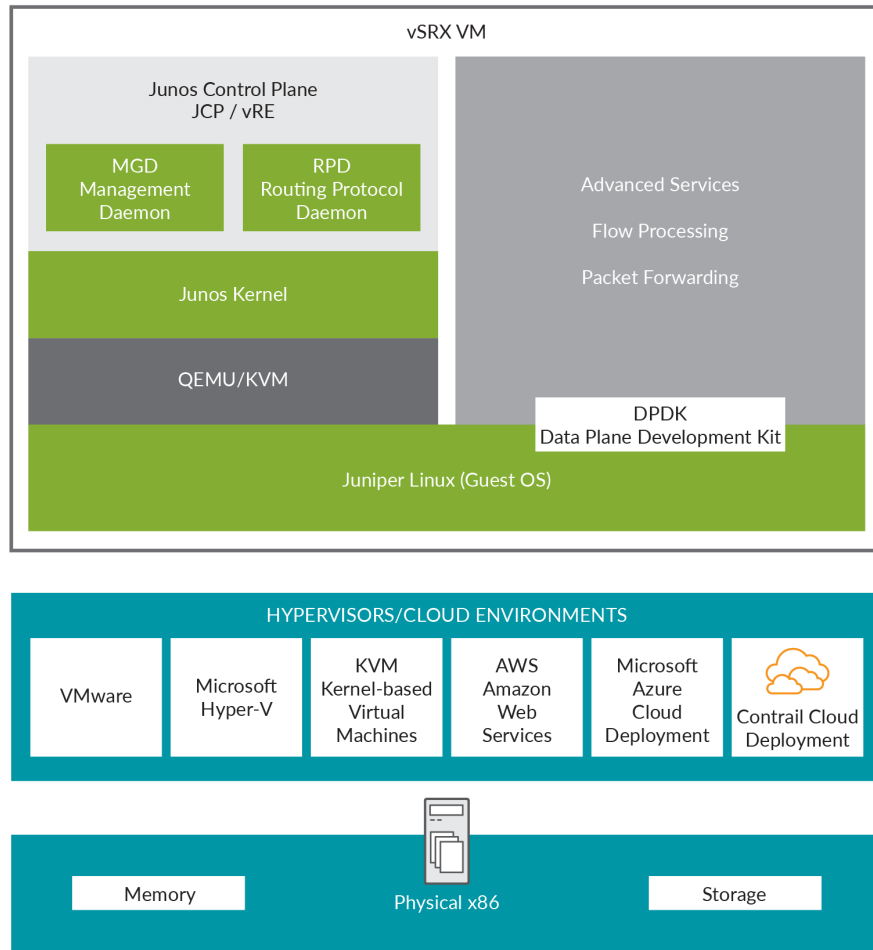 vSRX VM
Junos Control Plane
JCP / vRE
MGD
Management
Daemon
RPD
Routing Protocol
Daemon
Junos Kernel
QEMU/KVM
Advanced Services
Flow Processing
Packet Forwarding
DPDK
Data Plane Development Kit
Juniper Linux (Guest OS)
HYPERVISORS/CLOUD ENVIRONMENTS
VMware
Microsoft
Hyper-V
KVM
Kernel-based
Virtual
Machines
AWS
Amazon
Web
Services
Microsoft
Azure
Cloud
Deployment
Contrail Cloud
Deployment
Memory
Physical x86
Storage